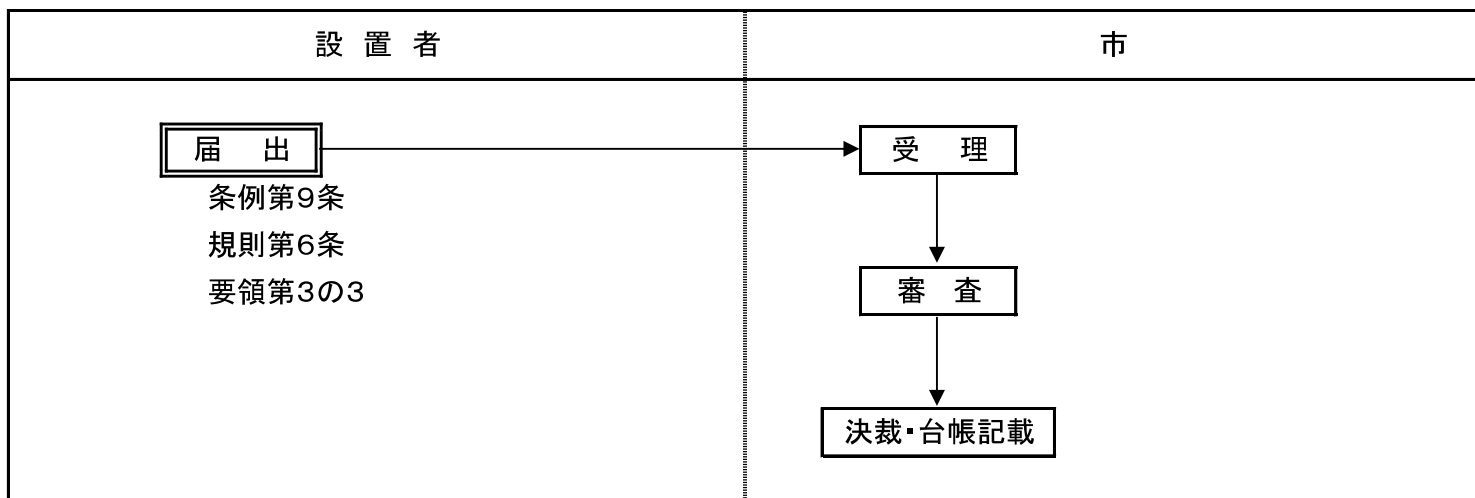 設置者
市
届出
受理
条例第9条
規則第6条
要領第3の3
審査
決裁・台帳記載